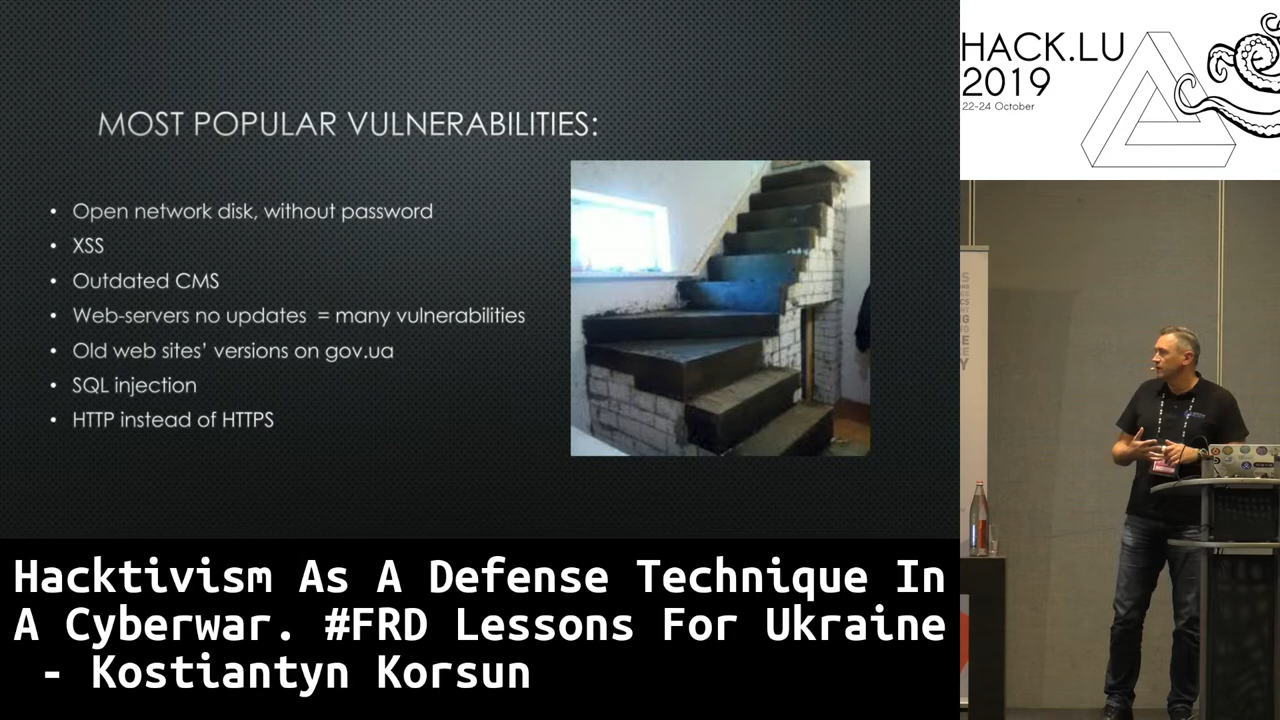 MOST POPULAR VULNERABILITIES:
• Open network disk, without password
• XSS
• Outdated CMS
• Web-servers no updates = many vulnerabilities
• Old web sites' versions on gov.ua
• SQL injection
• HTTP instead of HTTPS
HACK.LU
2019
22-24 October
Hacktivism As A Defense Technique In
A Cyberwar. #FRD Lessons For Ukraine
- Kostiantyn Korsun